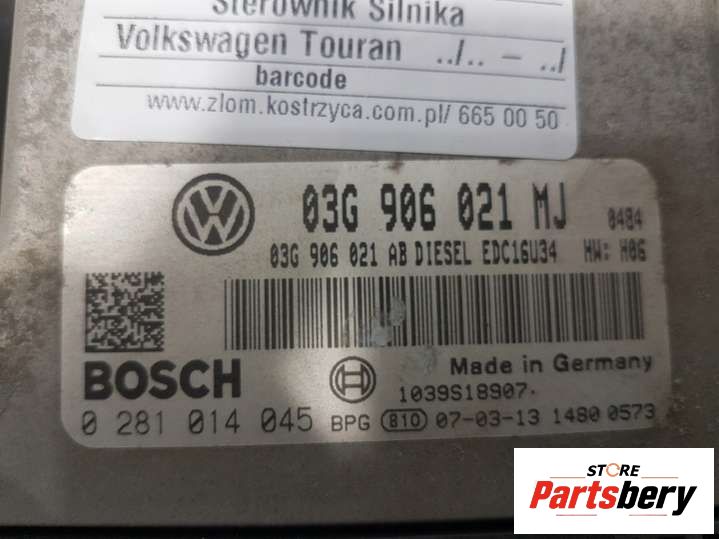 Sterownik Silnika
Volkswagen Touran ../.. - ../
barcode
www.zlom.kostrzyca.com.pl/ 665 00 50
03G 906 021 MJ 0484
03G 906 021 AB DIESEL EDC16U34 HW: H06
BOSCH
Made in Germany
1039S18907.
0 281 014 045 BPG 810 07-03-13 1480 0573
STORE
Partsbery